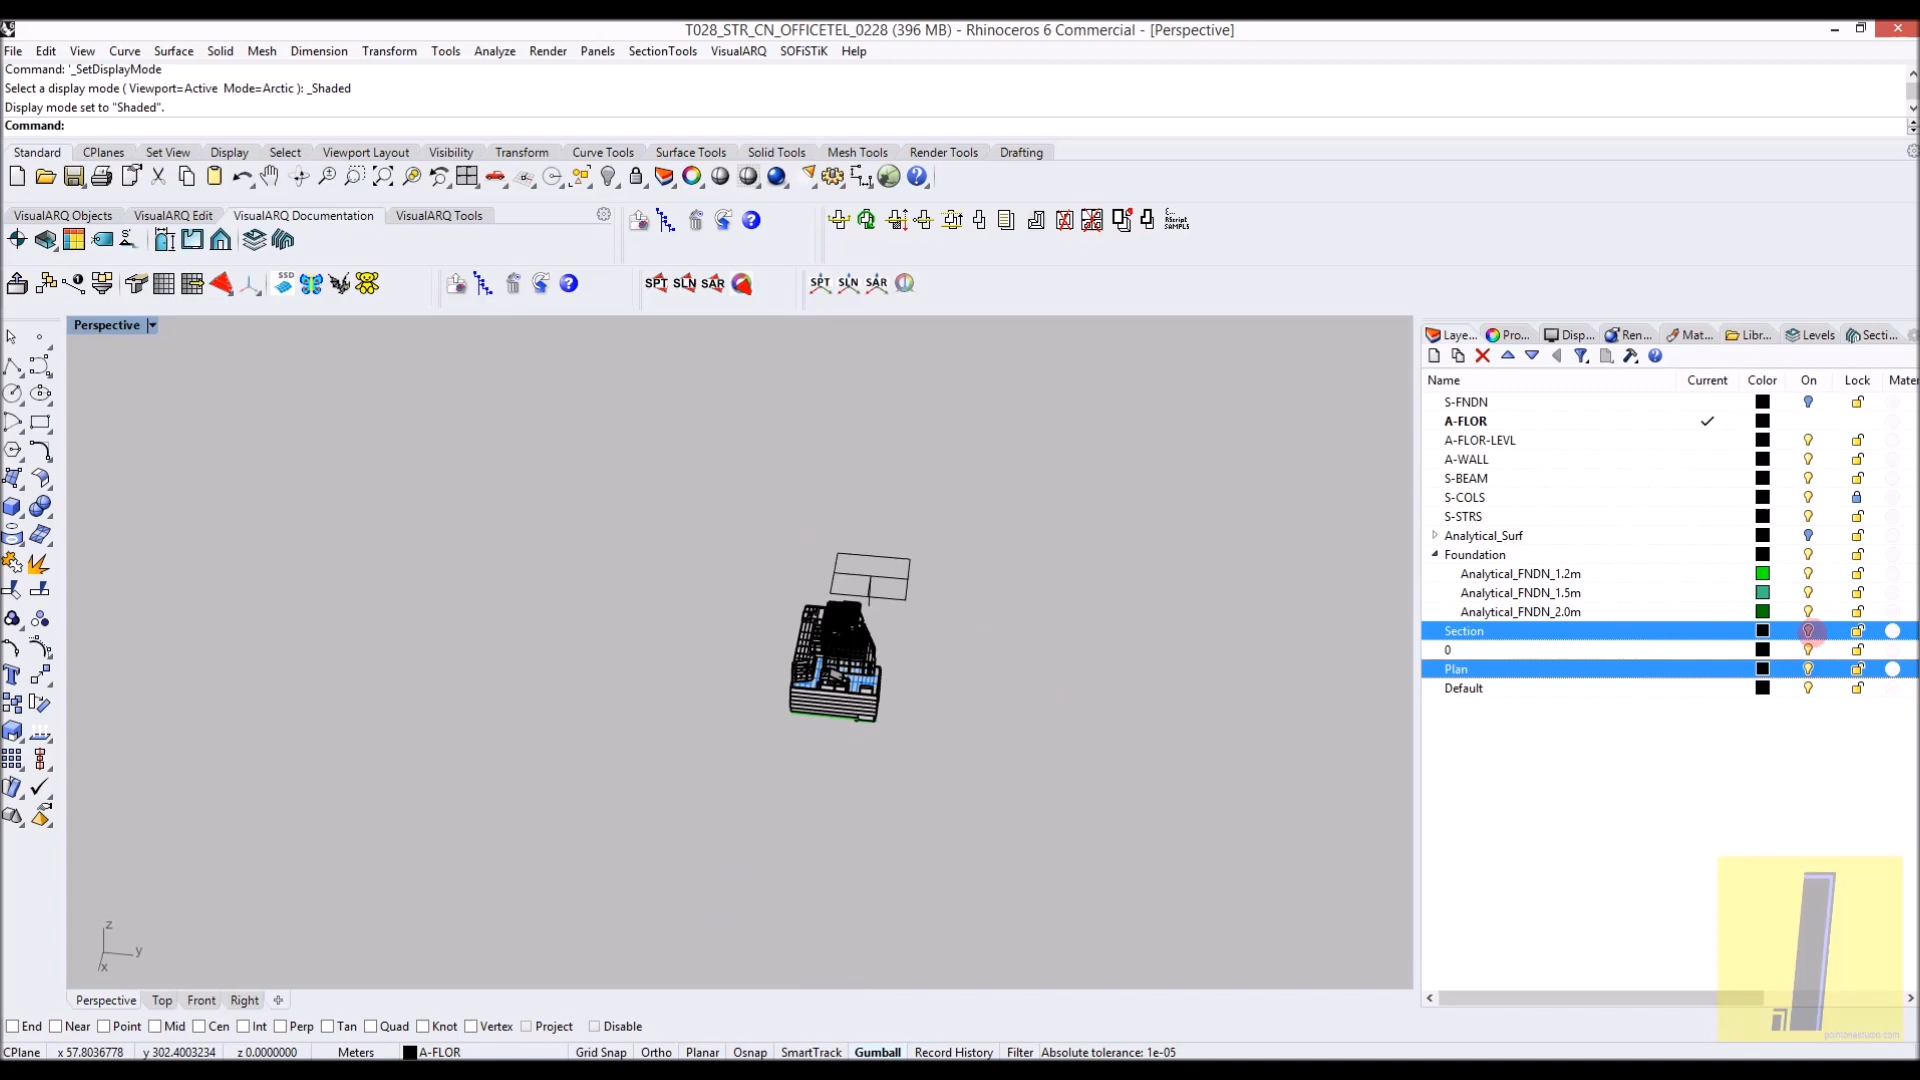 T028_STR_CN_OFFICETEL_0228 (396 MB) - Rhinoceros 6 Commercial - [Perspective]
File Edit View Curve Surface Solid Mesh Dimension Transform Tools Analyze Render Panels SectionTools VisualARQ SOFiSTiK Help
Command: '_SetDisplayMode
Select a display mode ( Viewport=Active Mode=Arctic ): _Shaded
Display mode set to "Shaded".
Command:
Standard CPlanes Set View Display Select Viewport Layout Visibility Transform Curve Tools Surface Tools Solid Tools Mesh Tools Render Tools Drafting
VisualARQ Objects VisualARQ Edit VisualARQ Documentation VisualARQ Tools
RScript
SAMPLES
SSD
SPT SLN SAR SPT SLN SAR
Perspective
Laye... Pro... Disp... Ren... Mat... Libr... Levels Secti...
Name Current Color On Lock Mater
S-FNDN
A-FLOR
A-FLOR-LEVL
A-WALL
S-BEAM
S-COLS
S-STRS
Analytical_Surf
Foundation
Analytical_FNDN_1.2m
Analytical_FNDN_1.5m
Analytical_FNDN_2.0m
Section
0
Plan
Default
z
y
x
Perspective Top Front Right
End Near Point Mid Cen Int Perp Tan Quad Knot Vertex Project Disable
CPlane x 57.8036778 y 302.4003234 z 0.0000000 Meters A-FLOR Grid Snap Ortho Planar Osnap SmartTrack Gumball Record History Filter Absolute tolerance: 1e-05